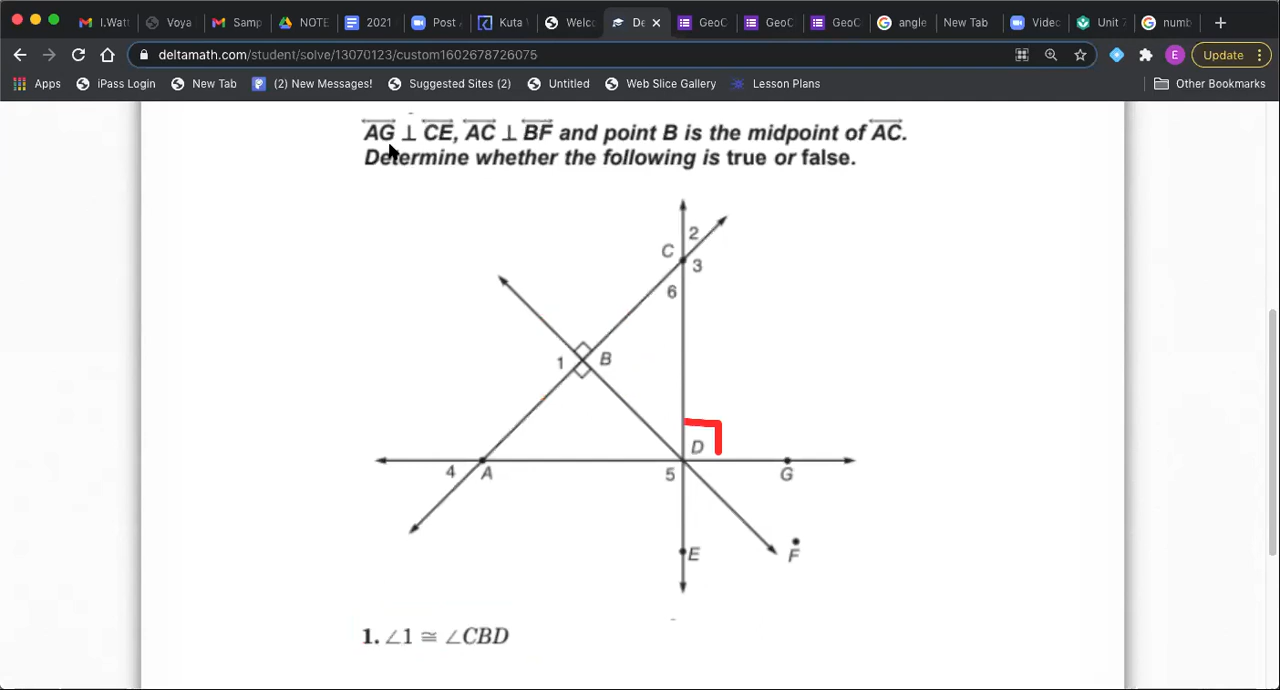 I.Watt Voya Samp NOTE 2021 Post Kuta Welco De GeoC GeoC GeoC angle New Tab Video Unit numb
deltamath.com/student/solve/13070123/custom1602678726075 E Update
Apps iPass Login New Tab (2) New Messages! Suggested Sites (2) Untitled Web Slice Gallery Lesson Plans Other Bookmarks
AG ⊥ CE, AC ⊥ BF and point B is the midpoint of AC.
Determine whether the following is true or false.
2
C
3
6
1 B
D
4 A 5 G
E F
1. ∠1 ≅ ∠CBD